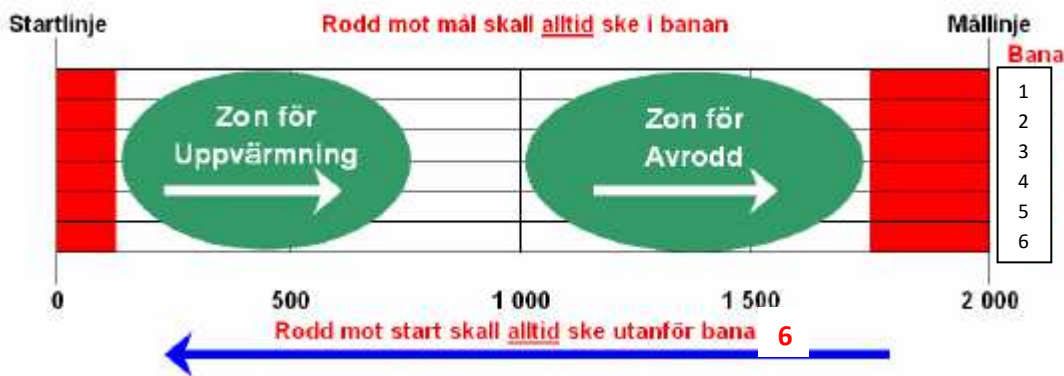 Startlinje Rodd mot mål skall alltid ske i banan Mållinje
Bana
1
2
3
4
5
6
Zon för
Uppvärmning
Zon för
Avrodd
0 500 1 000 1 500 2 000
Rodd mot start skall alltid ske utanför bana 6